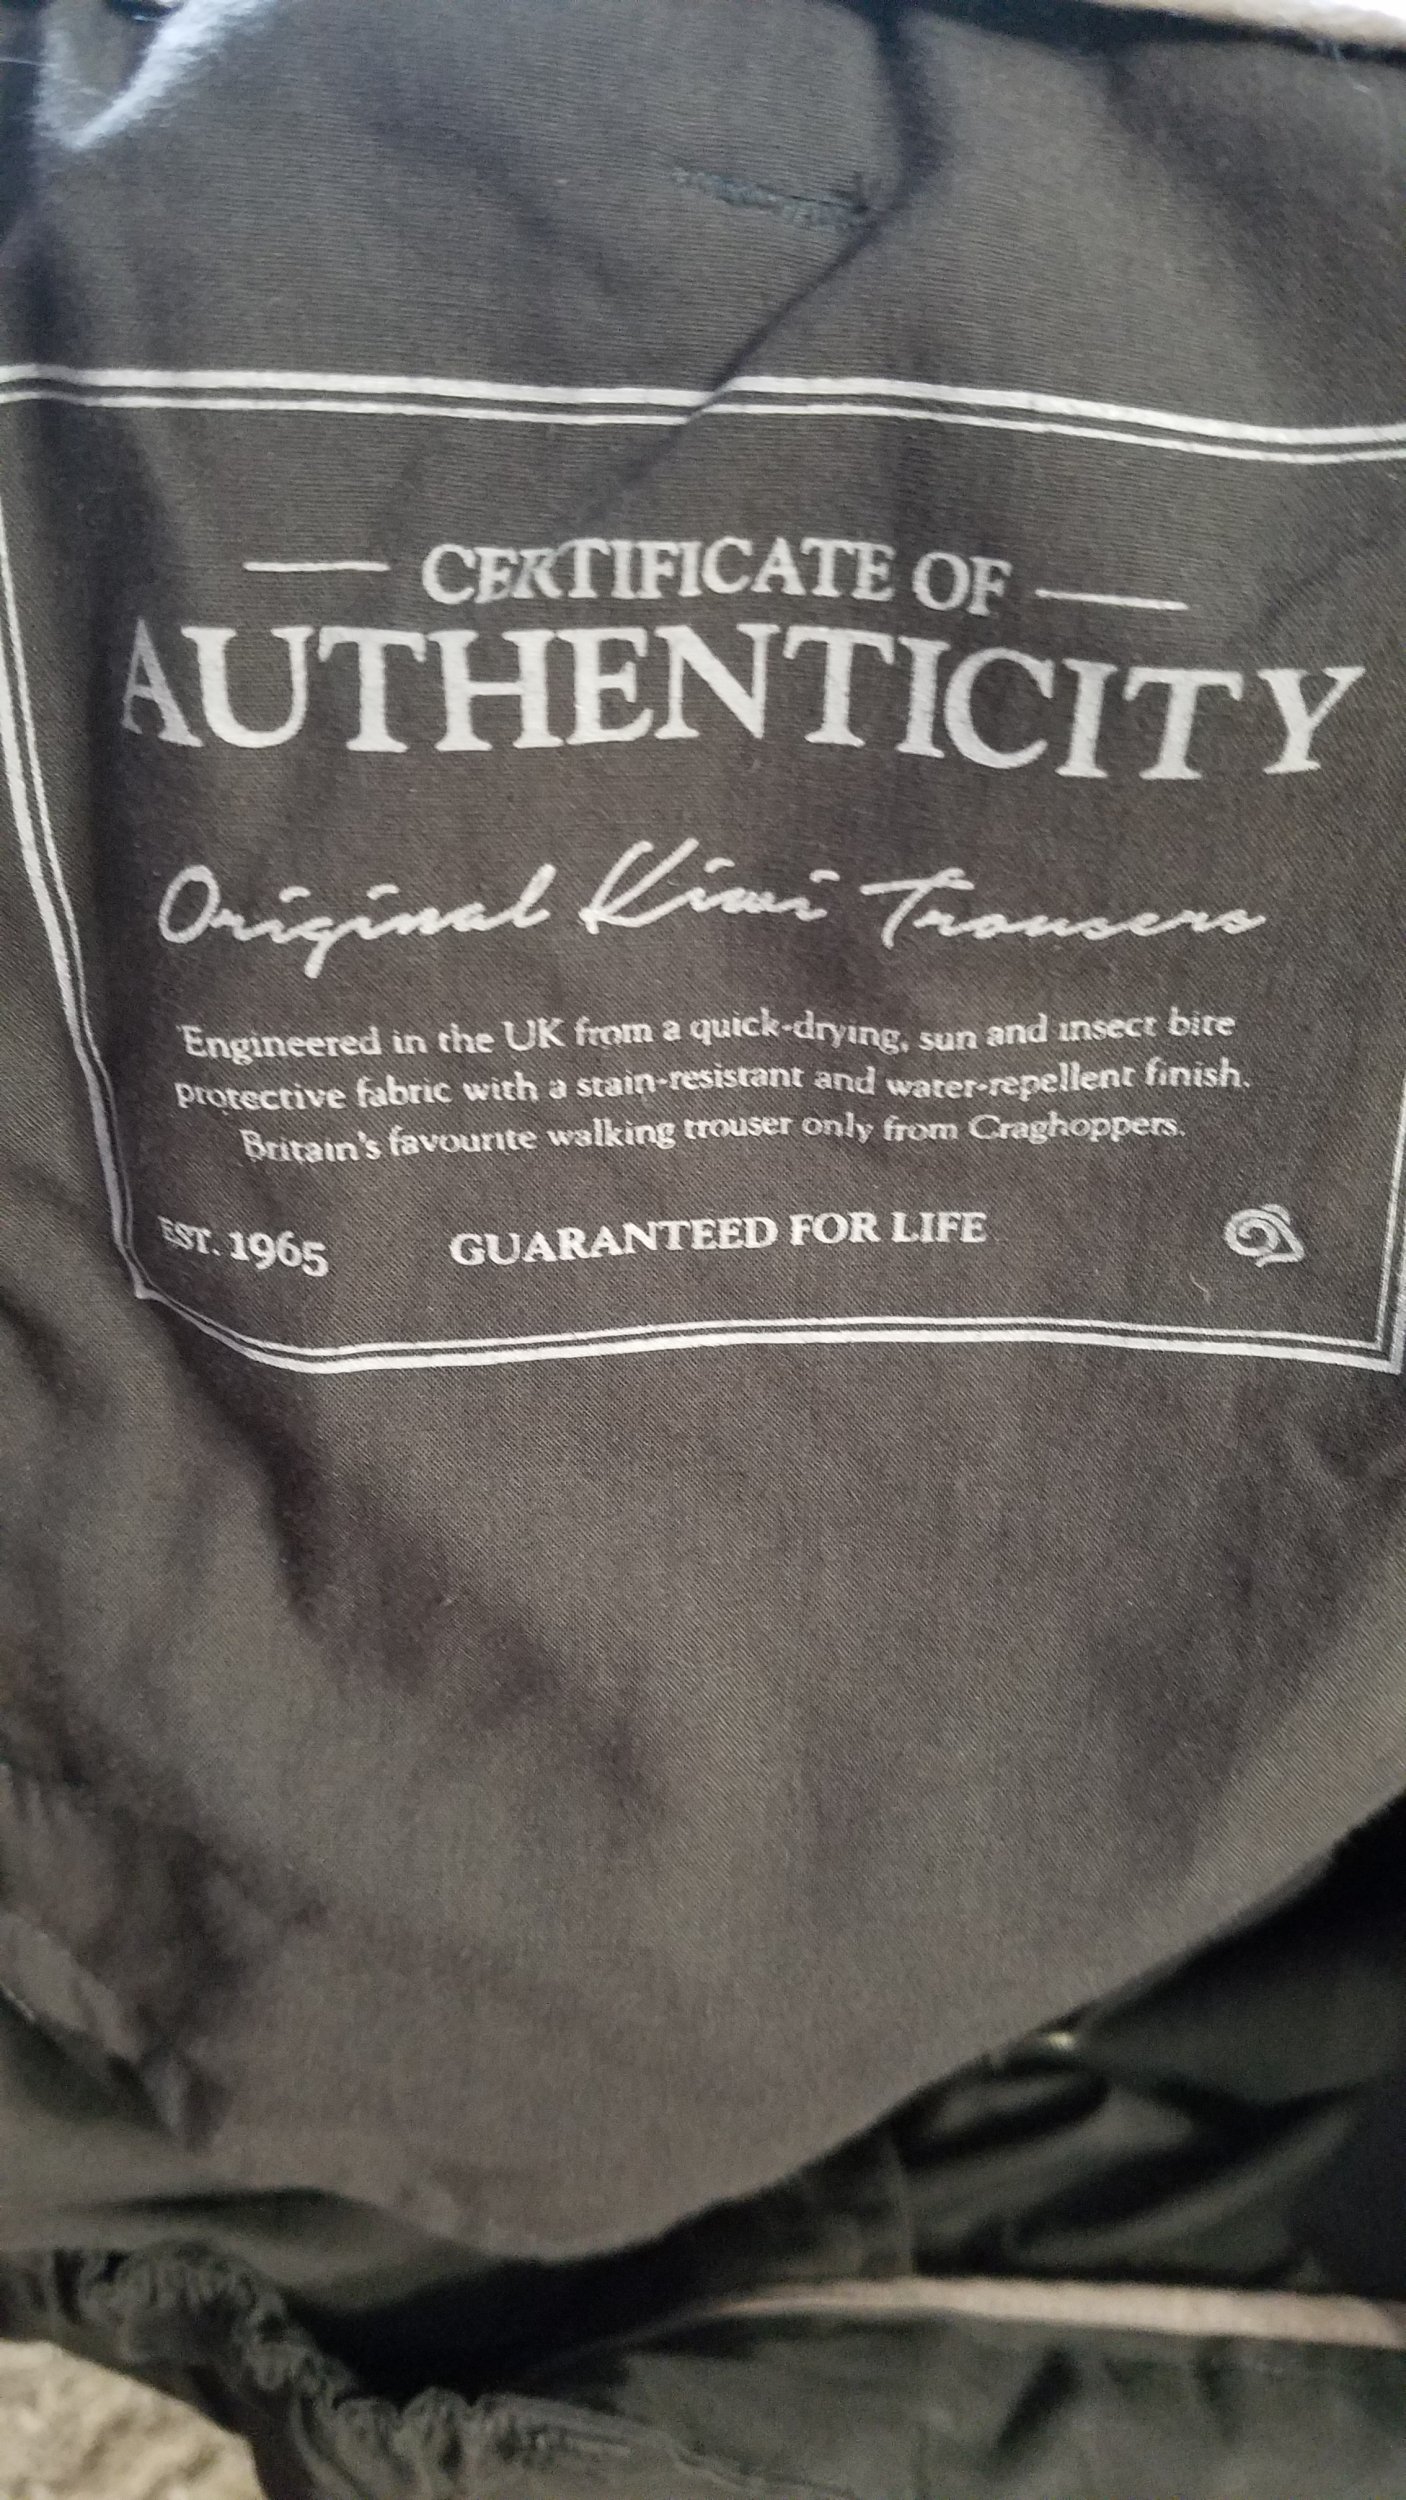 CERTIFICATE OF
AUTHENTICITY
Original Kiwi Trousers
Engineered in the UK from a quick-drying, sun and insect bite
protective fabric with a stain-resistant and water-repellent finish.
Britain's favourite walking trouser only from Craghoppers.
EST. 1965 GUARANTEED FOR LIFE